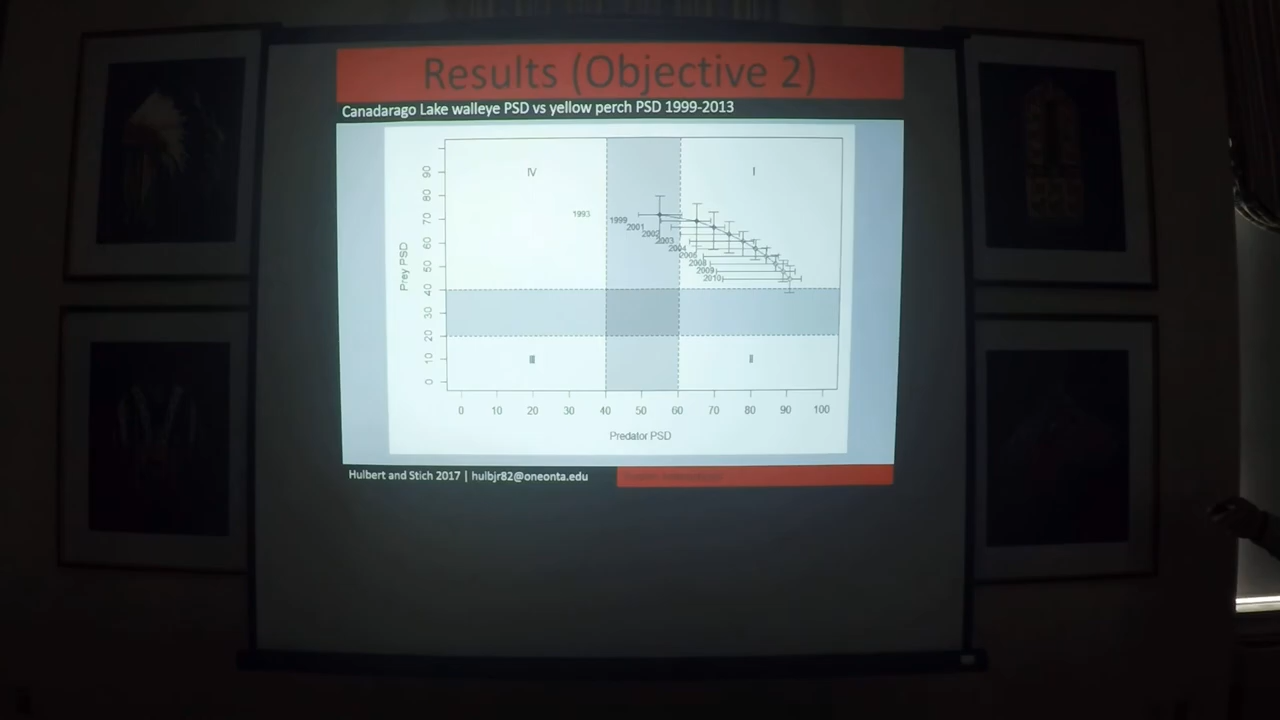 Results (Objective 2)
Canadarago Lake walleye PSD vs yellow perch PSD 1999-2013
IV
I
1993
1999
2001
2002
2003
2004
2005
2008
2009
2010
III
II
Prey PSD
90
80
70
60
50
40
30
20
10
0
0 10 20 30 40 50 60 70 80 90 100
Predator PSD
Hulbert and Stich 2017 | hulbjr82@oneonta.edu